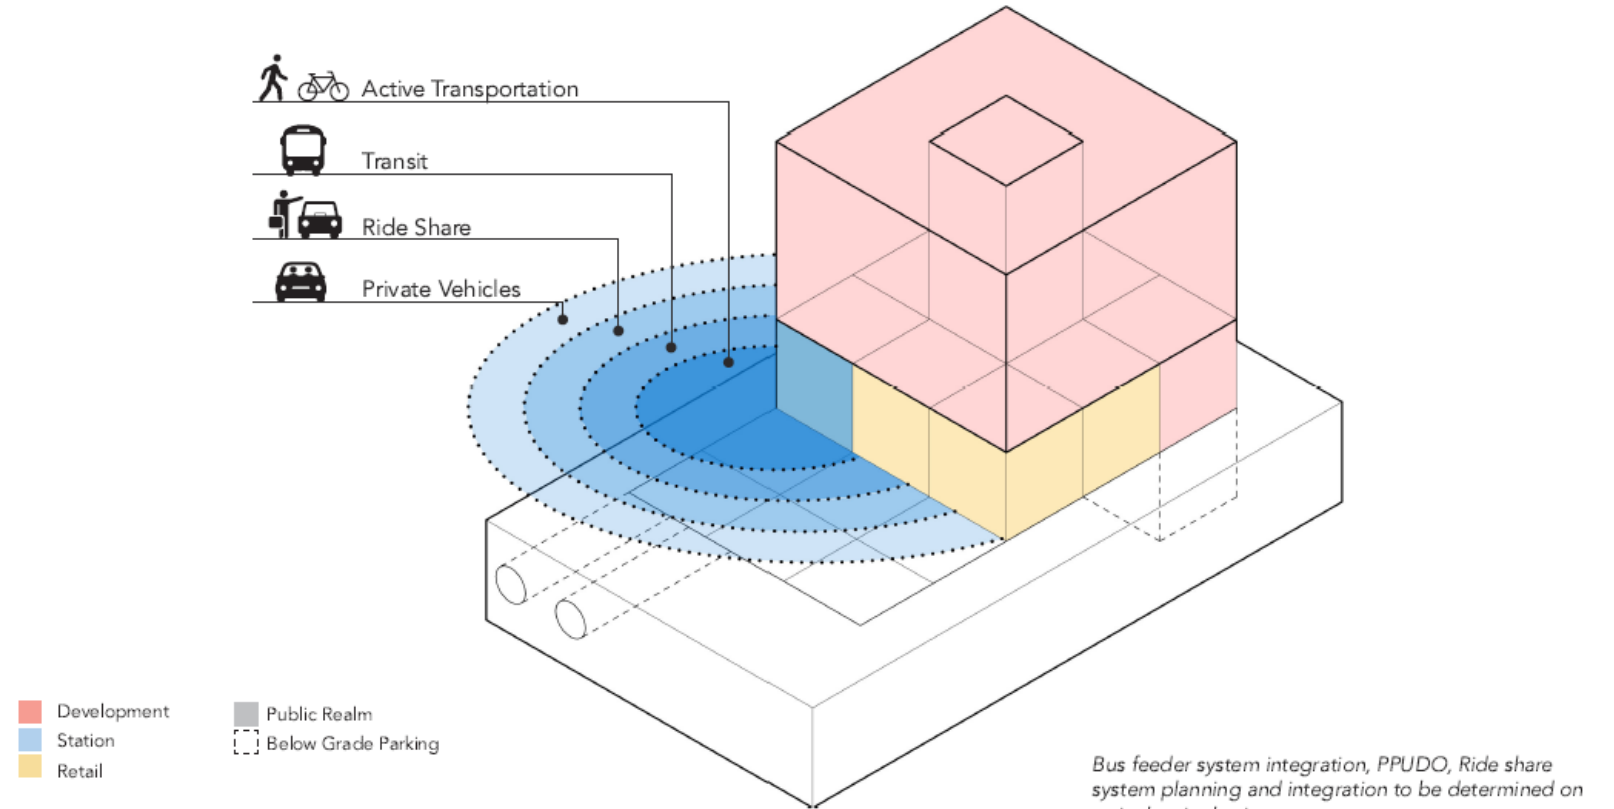 Active Transportation
Transit
Ride Share
Private Vehicles
Development
Station
Retail
Public Realm
Below Grade Parking
Bus feeder system integration, PPUDO, Ride share
system planning and integration to be determined on